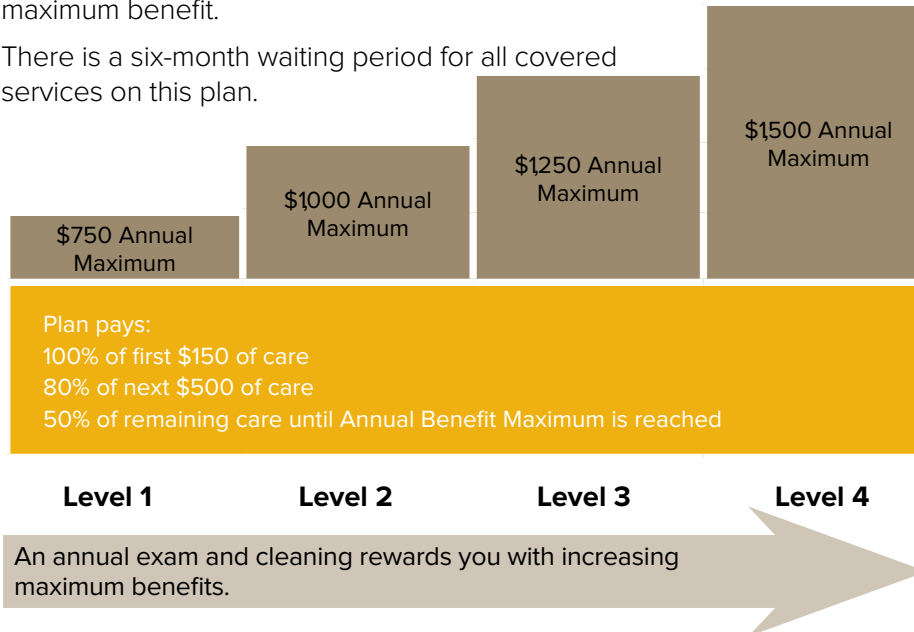 maximum benefit.
There is a six-month waiting period for all covered
services on this plan.
$750 Annual
Maximum
$1,000 Annual
Maximum
$1,250 Annual
Maximum
$1,500 Annual
Maximum
Plan pays:
100% of first $150 of care
80% of next $500 of care
50% of remaining care until Annual Benefit Maximum is reached
Level 1
Level 2
Level 3
Level 4
An annual exam and cleaning rewards you with increasing
maximum benefits.